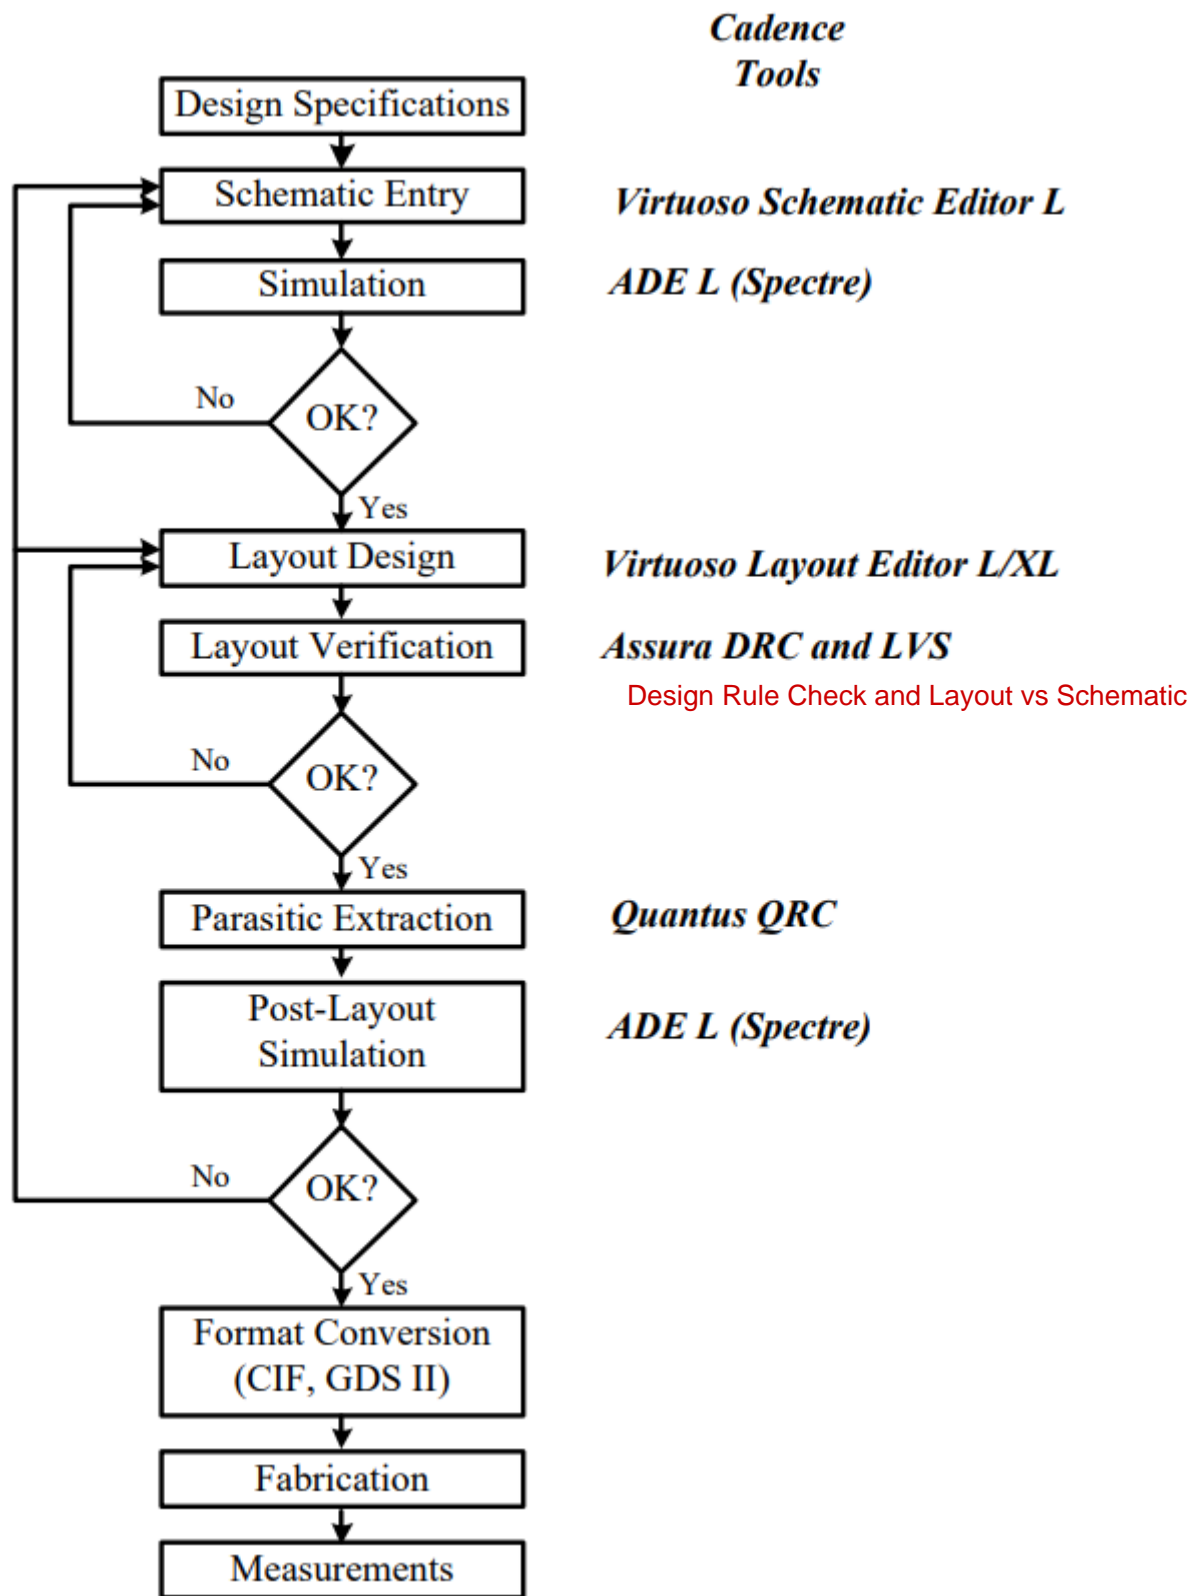 Cadence
Tools
Design Specifications
Schematic Entry
Virtuoso Schematic Editor L
Simulation
ADE L (Spectre)
No
OK?
Yes
Layout Design
Virtuoso Layout Editor L/XL
Layout Verification
Assura DRC and LVS
Design Rule Check and Layout vs Schematic
No
OK?
Yes
Parasitic Extraction
Quantus QRC
Post-Layout
Simulation
ADE L (Spectre)
No
OK?
Yes
Format Conversion
(CIF, GDS II)
Fabrication
Measurements